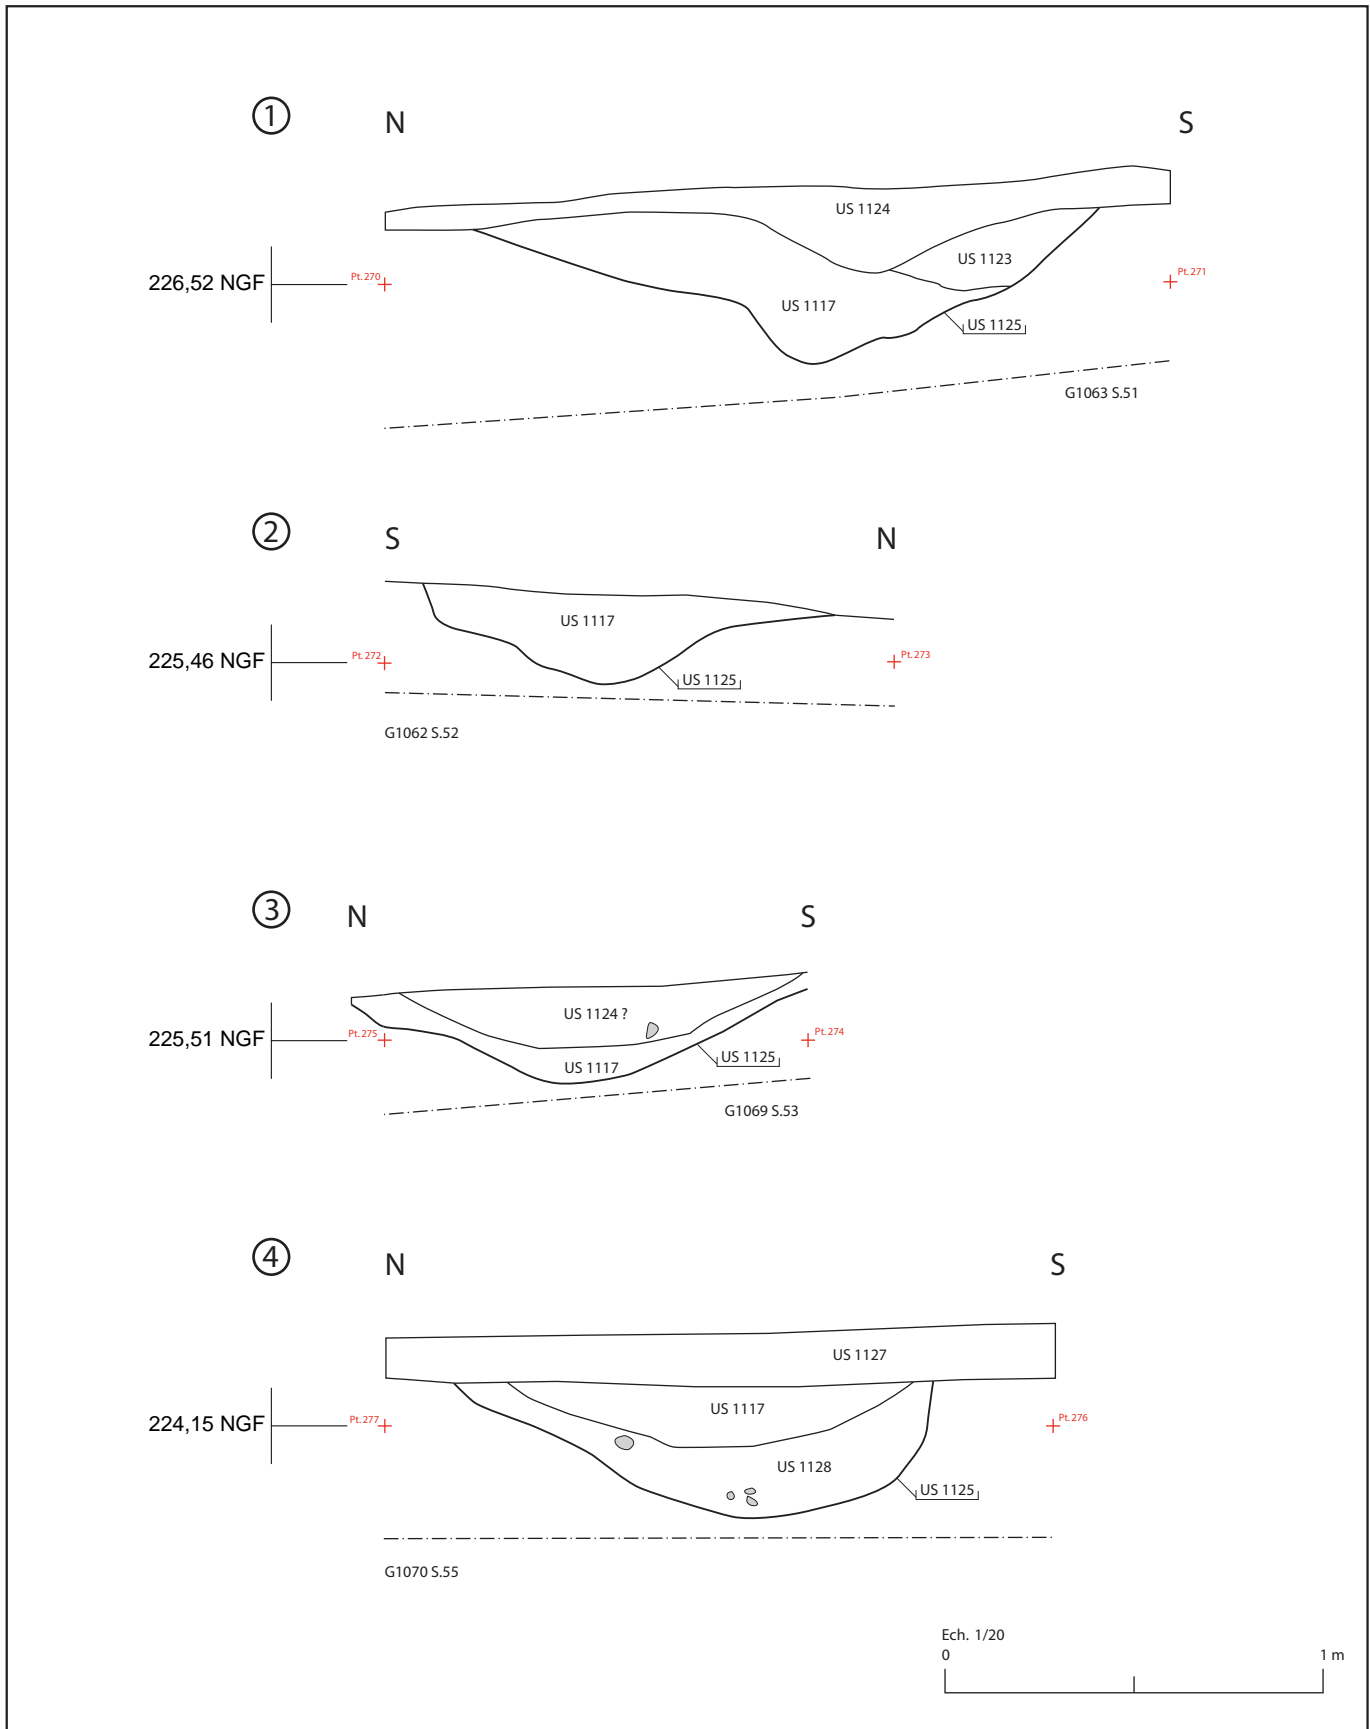 1
N S
US 1124
US 1123
226,52 NGF Pt.270 Pt.271
US 1117
US 1125
G1063 S.51
2
S N
US 1117
225,46 NGF Pt.272 Pt.273
US 1125
G1062 S.52
3
N S
US 1124 ?
225,51 NGF Pt.275 Pt.274
US 1117 US 1125
G1069 S.53
4
N S
US 1127
US 1117
224,15 NGF Pt.277 Pt.276
US 1128
US 1125
G1070 S.55
Ech. 1/20
0 1 m